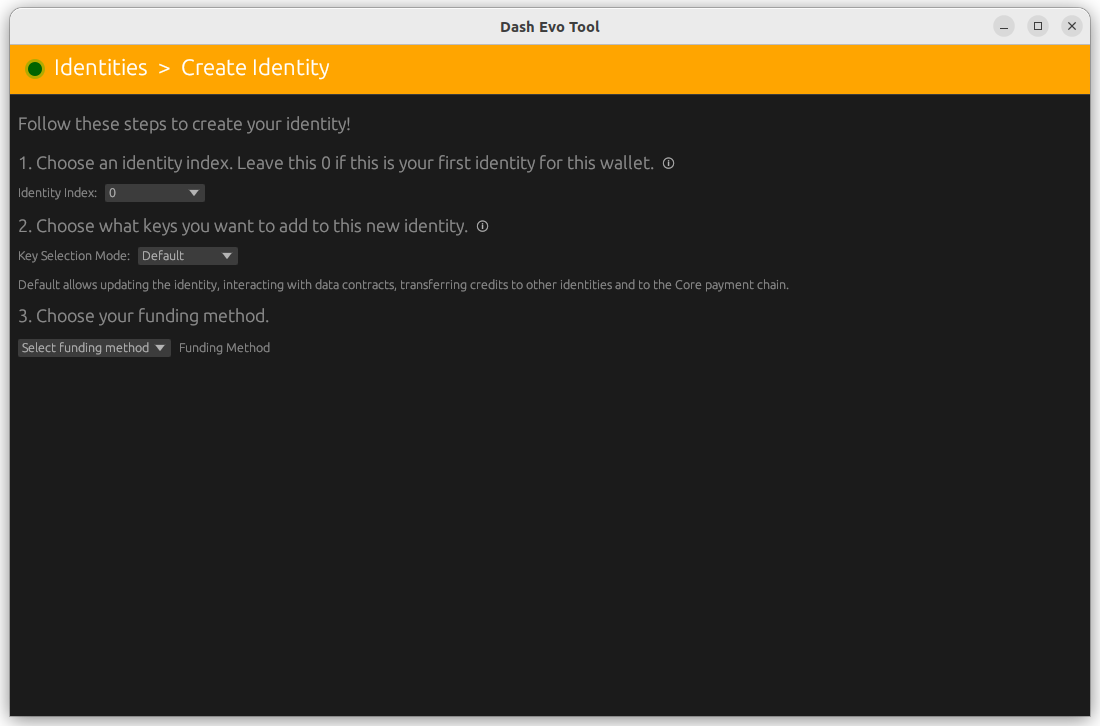 Dash Evo Tool
Identities > Create Identity
Follow these steps to create your identity!
1. Choose an identity index. Leave this 0 if this is your first identity for this wallet.
Identity Index: 0
2. Choose what keys you want to add to this new identity.
Key Selection Mode: Default
Default allows updating the identity, interacting with data contracts, transferring credits to other identities and to the Core payment chain.
3. Choose your funding method.
Select funding method Funding Method